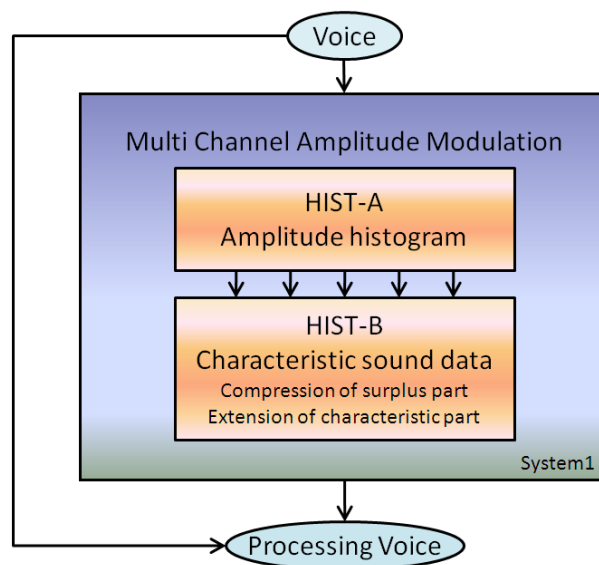 Voice
Multi Channel Amplitude Modulation
HIST-A
Amplitude histogram
HIST-B
Characteristic sound data
Compression of surplus part
Extension of characteristic part
System1
Processing Voice